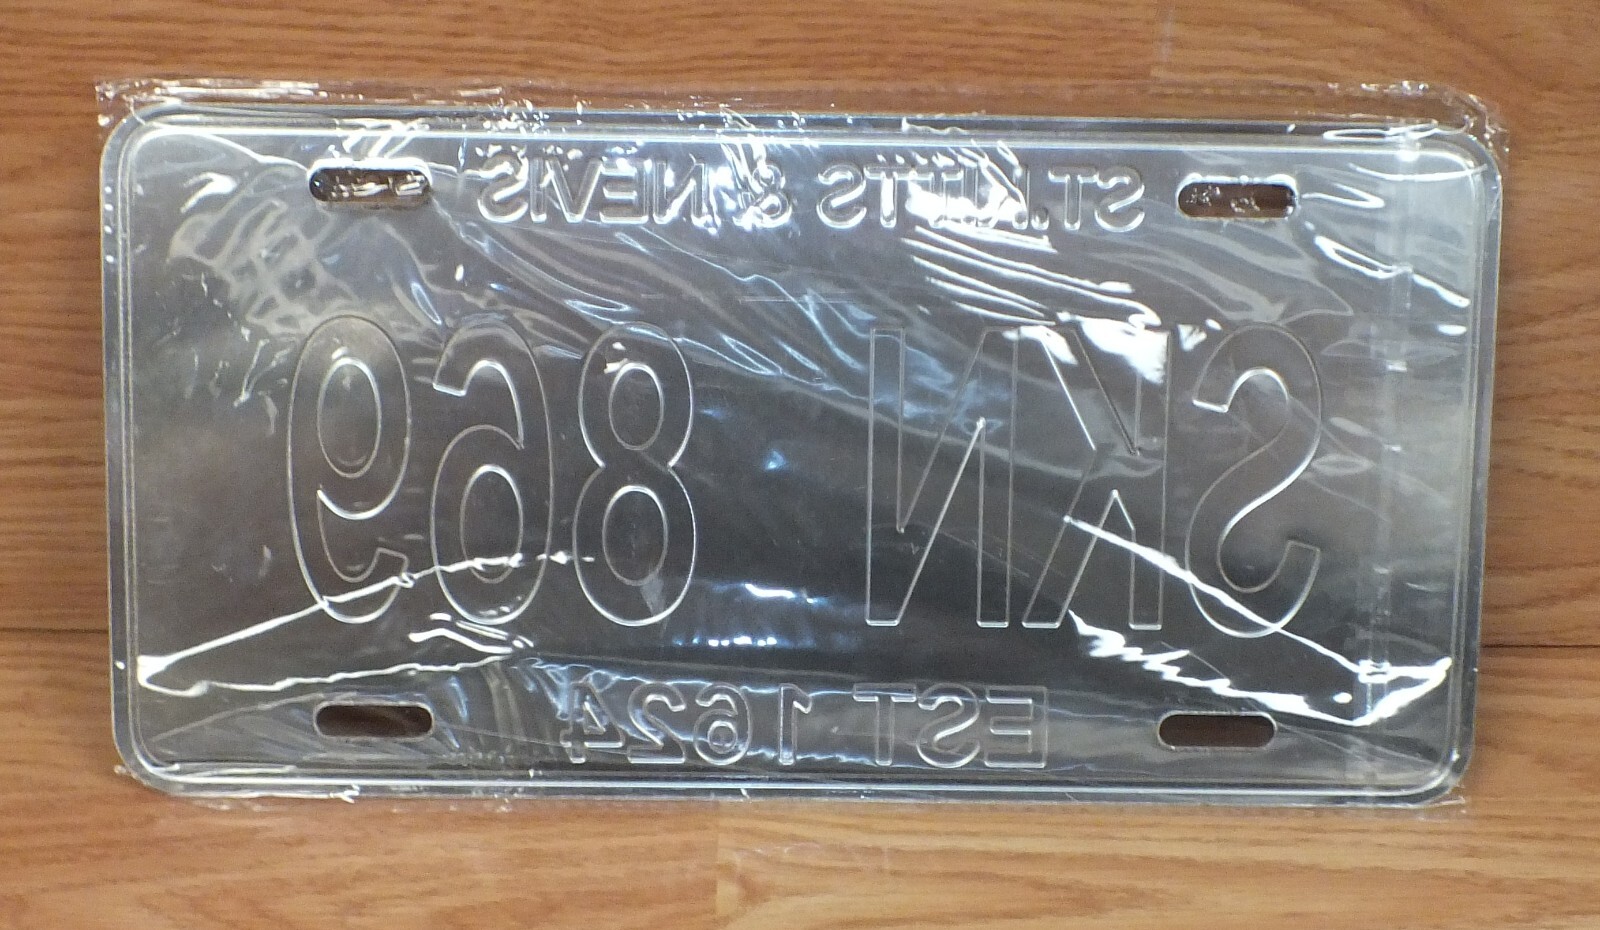 ST.KITTS & NEVIS
SKN 869
EST 1624